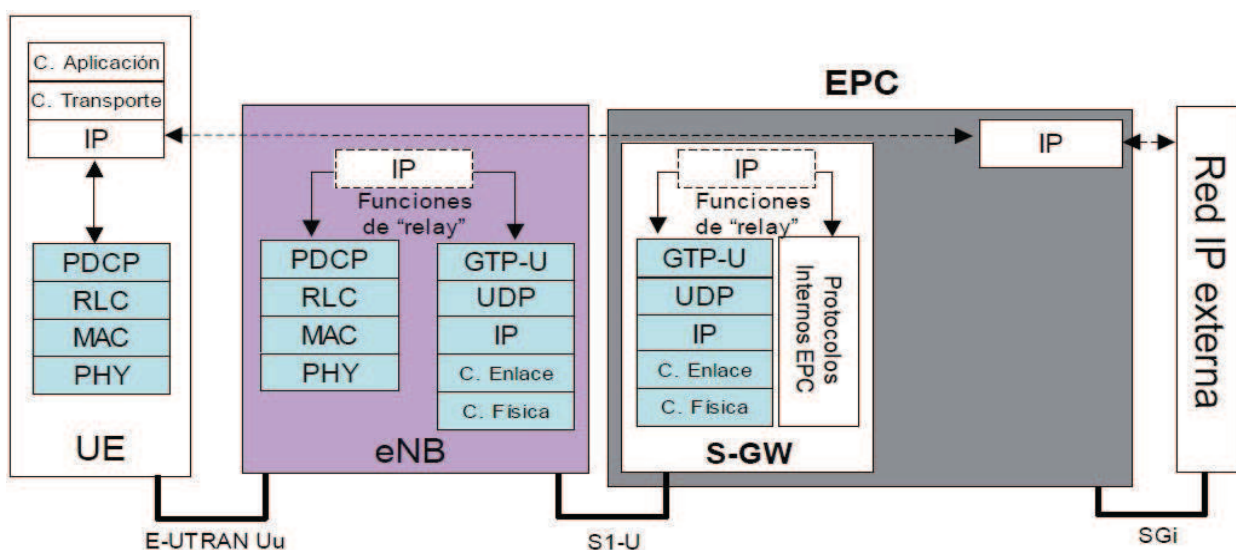 C. Aplicación
C. Transporte
IP
PDCP
RLC
MAC
PHY
UE
IP
Funciones
de "relay"
PDCP
RLC
MAC
PHY
GTP-U
UDP
IP
C. Enlace
C. Física
eNB
EPC
IP
Funciones
de "relay"
GTP-U
UDP
IP
C. Enlace
C. Física
Protocolos
Internos EPC
S-GW
IP
Red IP externa
E-UTRAN Uu
S1-U
SGi